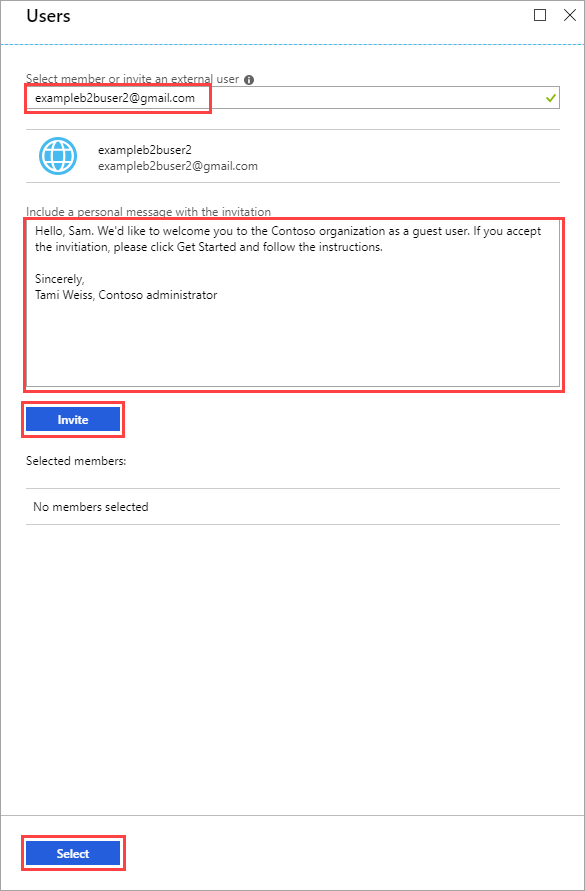 Users
Select member or invite an external user
exampleb2buser2@gmail.com
exampleb2buser2
exampleb2buser2@gmail.com
Include a personal message with the invitation
Hello, Sam. We'd like to welcome you to the Contoso organization as a guest user. If you accept
the invitiation, please click Get Started and follow the instructions.
Sincerely,
Tami Weiss, Contoso administrator
Invite
Selected members:
No members selected
Select